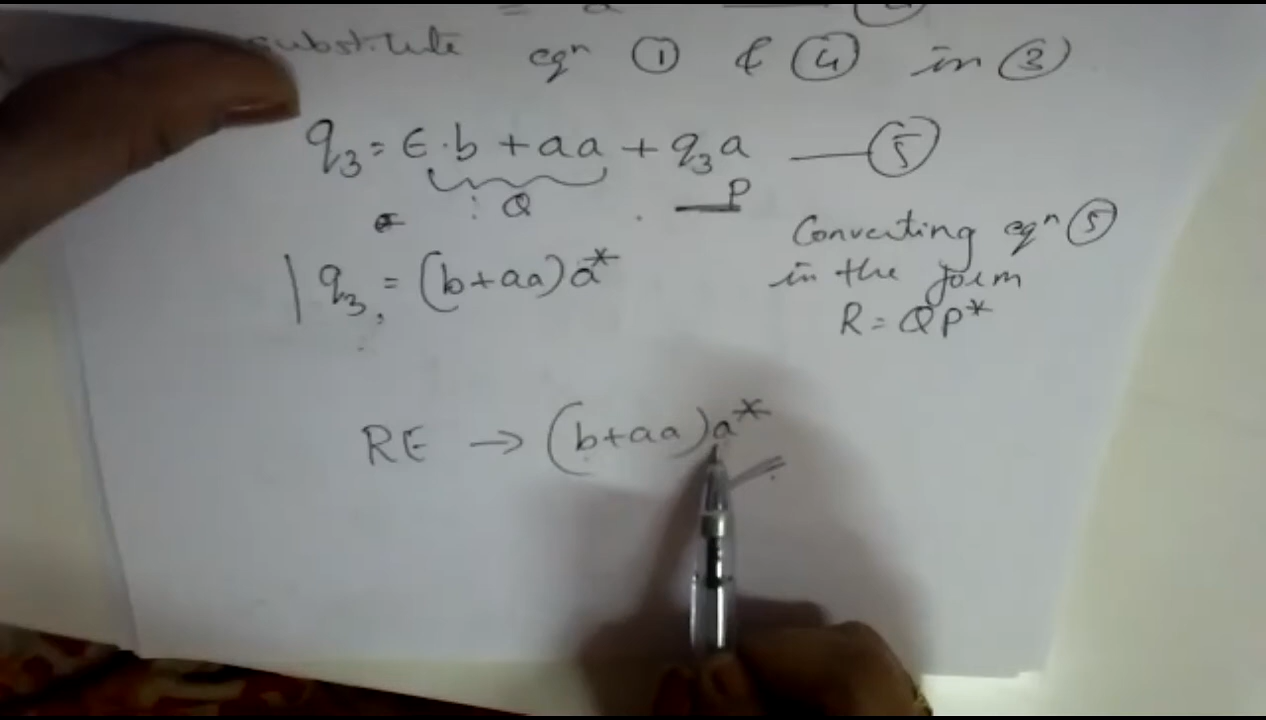 = a
substitute eqⁿ ① & ④ in ③
q₃ = ϵ·b + aa + q₃a — ⑤
Q P
Converting eqⁿ ⑤
in the form
R = QP*
q₃ = (b+aa)a*
RE → (b+aa)a*